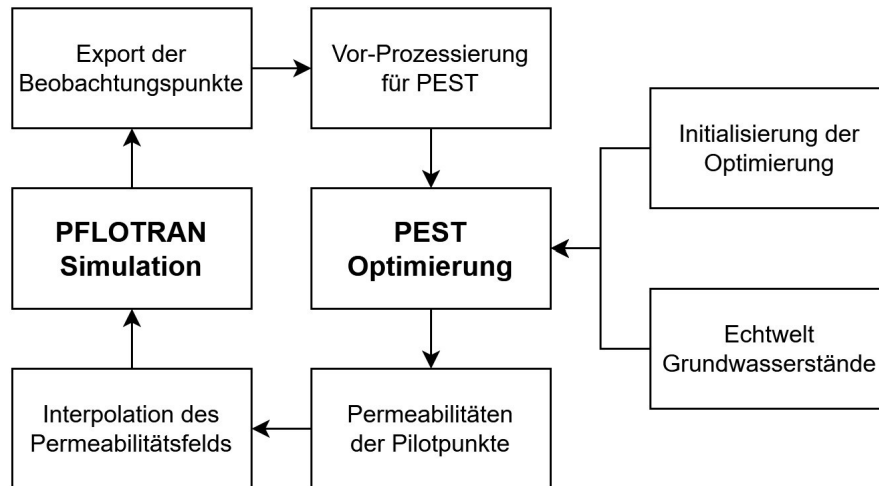 Export der
Beobachtungspunkte
Vor-Prozessierung
für PEST
Initialisierung der
Optimierung
PFLOTRAN
Simulation
PEST
Optimierung
Echtwelt
Grundwasserstände
Interpolation des
Permeabilitätsfelds
Permeabilitäten
der Pilotpunkte